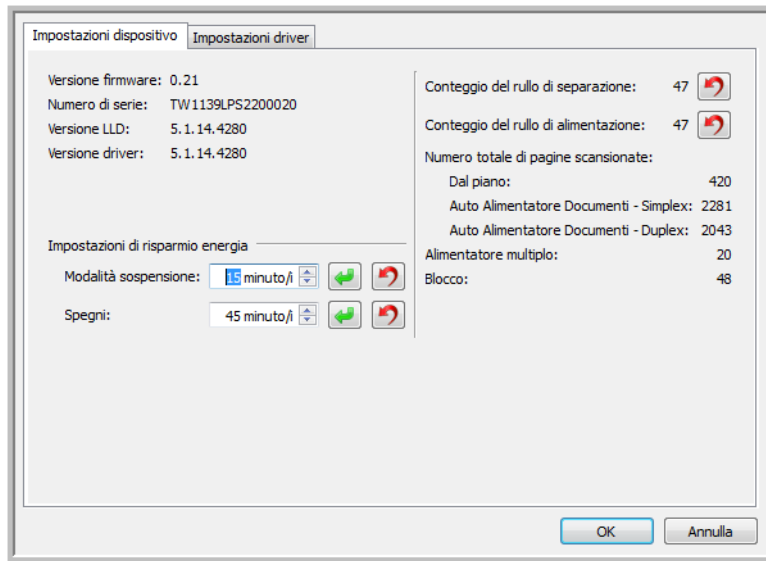 Impostazioni dispositivo
Impostazioni driver
Versione firmware: 0.21
Numero di serie: TW1139LPS2200020
Versione LLD: 5.1.14.4280
Versione driver: 5.1.14.4280
Impostazioni di risparmio energia
Modalità sospensione: 15 minuto/i
Spegni: 45 minuto/i
Conteggio del rullo di separazione: 47
Conteggio del rullo di alimentazione: 47
Numero totale di pagine scansionate:
Dal piano: 420
Auto Alimentatore Documenti - Simplex: 2281
Auto Alimentatore Documenti - Duplex: 2043
Alimentatore multiplo: 20
Blocco: 48
OK
Annulla